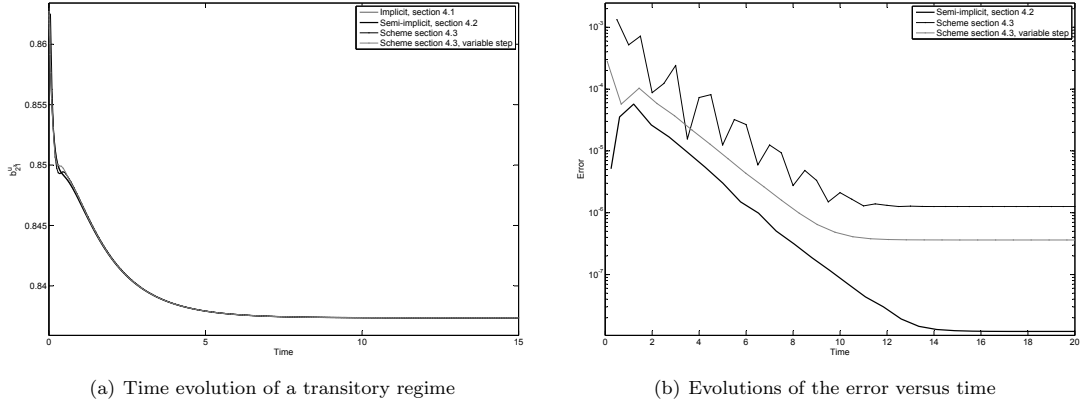 Implicit, section 4.1
Semi-implicit, section 4.2
Scheme section 4.3
Scheme section 4.3, variable step
0.86
0.855
0.85
0.845
0.84
0
5
10
15
Time
(a) Time evolution of a transitory regime
Semi-implicit, section 4.2
Scheme section 4.3
Scheme section 4.3, variable step
10^-3
10^-4
10^-5
10^-6
10^-7
Error
0 2 4 6 8 10 12 14 16 18 20
Time
(b) Evolutions of the error versus time